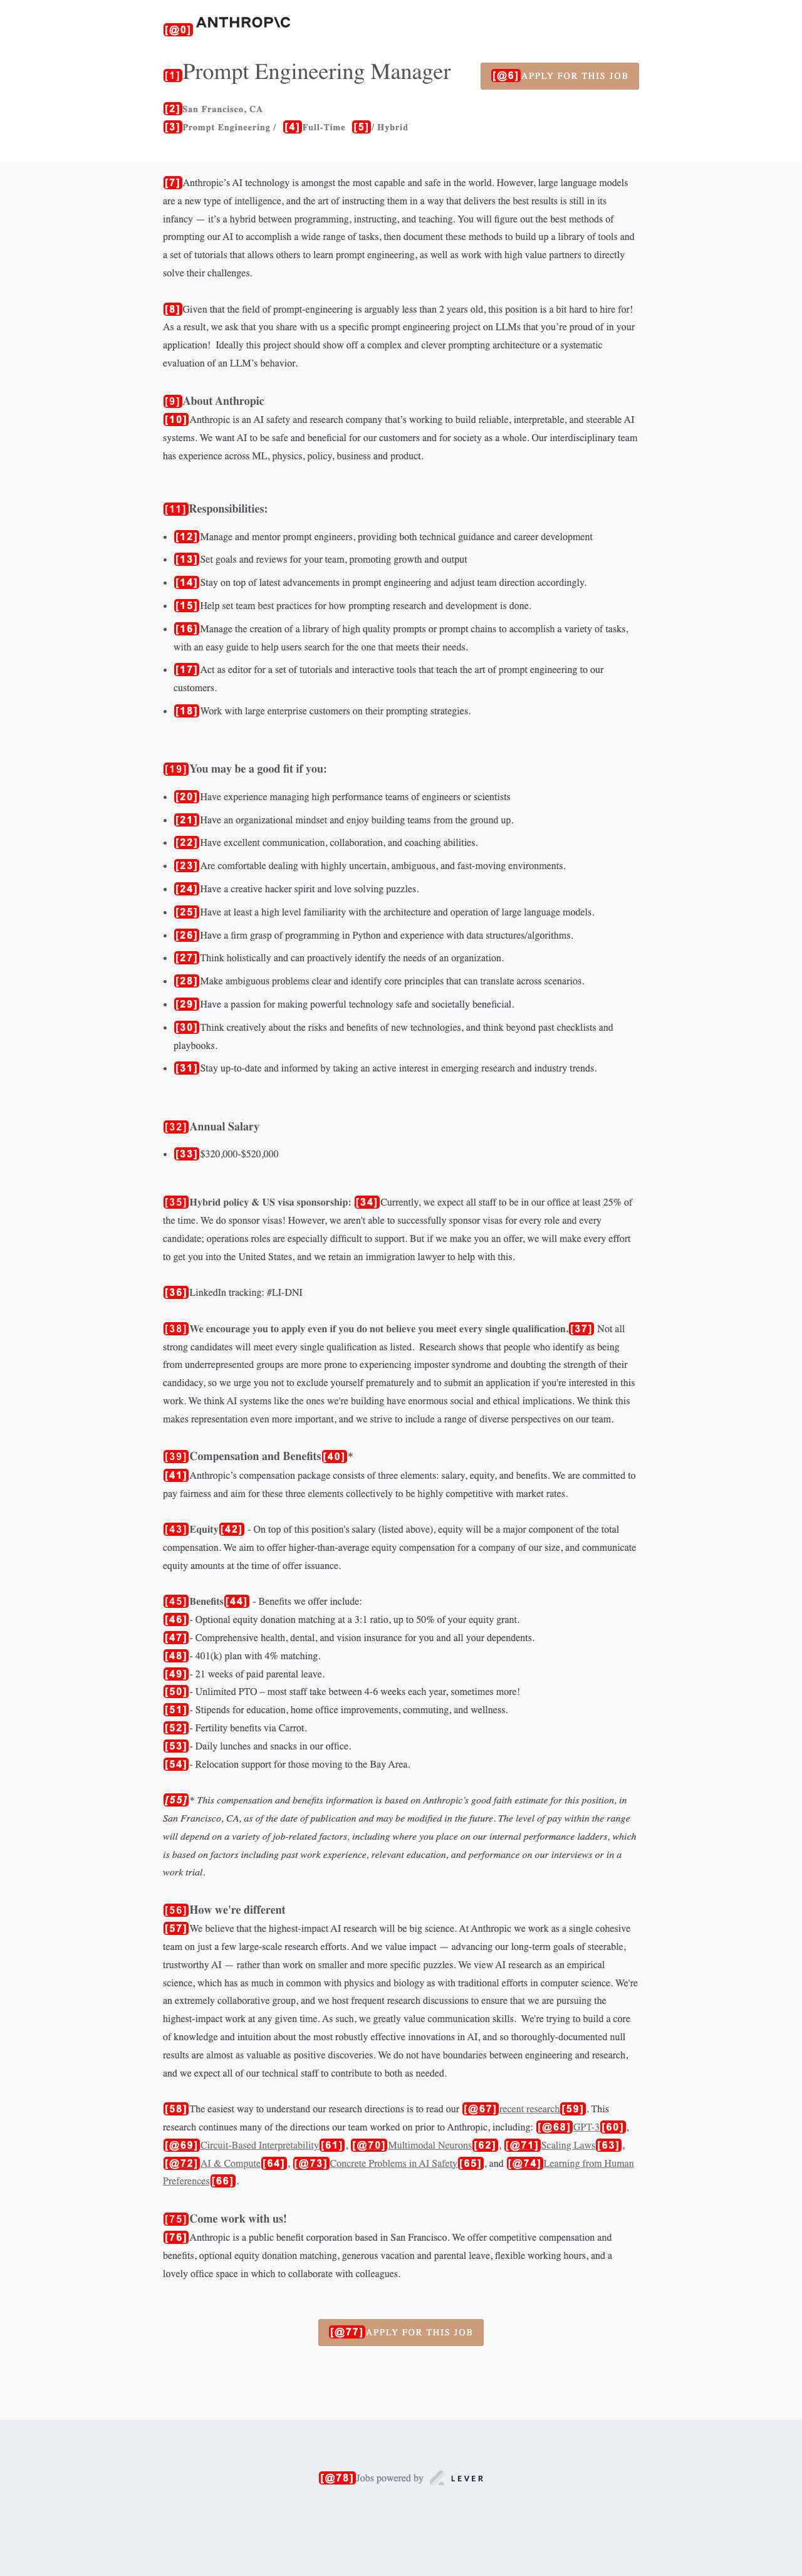 [@0] ANTHROP\C
[1]Prompt Engineering Manager
[@6]APPLY FOR THIS JOB
[2]San Francisco, CA
[3]Prompt Engineering / [4]Full-Time [5]/ Hybrid
[7]Anthropic’s AI technology is amongst the most capable and safe in the world. However, large language models
are a new type of intelligence, and the art of instructing them in a way that delivers the best results is still in its
infancy — it’s a hybrid between programming, instructing, and teaching. You will figure out the best methods of
prompting our AI to accomplish a wide range of tasks, then document these methods to build up a library of tools and
a set of tutorials that allows others to learn prompt engineering, as well as work with high value partners to directly
solve their challenges.
[8]Given that the field of prompt-engineering is arguably less than 2 years old, this position is a bit hard to hire for!
As a result, we ask that you share with us a specific prompt engineering project on LLMs that you’re proud of in your
application! Ideally this project should show off a complex and clever prompting architecture or a systematic
evaluation of an LLM’s behavior.
[9]About Anthropic
[10]Anthropic is an AI safety and research company that’s working to build reliable, interpretable, and steerable AI
systems. We want AI to be safe and beneficial for our customers and for society as a whole. Our interdisciplinary team
has experience across ML, physics, policy, business and product.
[11]Responsibilities:
• [12]Manage and mentor prompt engineers, providing both technical guidance and career development
• [13]Set goals and reviews for your team, promoting growth and output
• [14]Stay on top of latest advancements in prompt engineering and adjust team direction accordingly.
• [15]Help set team best practices for how prompting research and development is done.
• [16]Manage the creation of a library of high quality prompts or prompt chains to accomplish a variety of tasks,
with an easy guide to help users search for the one that meets their needs.
• [17]Act as editor for a set of tutorials and interactive tools that teach the art of prompt engineering to our
customers.
• [18]Work with large enterprise customers on their prompting strategies.
[19]You may be a good fit if you:
• [20]Have experience managing high performance teams of engineers or scientists
• [21]Have an organizational mindset and enjoy building teams from the ground up.
• [22]Have excellent communication, collaboration, and coaching abilities.
• [23]Are comfortable dealing with highly uncertain, ambiguous, and fast-moving environments.
• [24]Have a creative hacker spirit and love solving puzzles.
• [25]Have at least a high level familiarity with the architecture and operation of large language models.
• [26]Have a firm grasp of programming in Python and experience with data structures/algorithms.
• [27]Think holistically and can proactively identify the needs of an organization.
• [28]Make ambiguous problems clear and identify core principles that can translate across scenarios.
• [29]Have a passion for making powerful technology safe and societally beneficial.
• [30]Think creatively about the risks and benefits of new technologies, and think beyond past checklists and
playbooks.
• [31]Stay up-to-date and informed by taking an active interest in emerging research and industry trends.
[32]Annual Salary
• [33]$320,000-$520,000
[35]Hybrid policy & US visa sponsorship: [34]Currently, we expect all staff to be in our office at least 25% of
the time. We do sponsor visas! However, we aren't able to successfully sponsor visas for every role and every
candidate; operations roles are especially difficult to support. But if we make you an offer, we will make every effort
to get you into the United States, and we retain an immigration lawyer to help with this.
[36]LinkedIn tracking: #LI-DNI
[38]We encourage you to apply even if you do not believe you meet every single qualification.[37] Not all
strong candidates will meet every single qualification as listed. Research shows that people who identify as being
from underrepresented groups are more prone to experiencing imposter syndrome and doubting the strength of their
candidacy, so we urge you not to exclude yourself prematurely and to submit an application if you're interested in this
work. We think AI systems like the ones we're building have enormous social and ethical implications. We think this
makes representation even more important, and we strive to include a range of diverse perspectives on our team.
[39]Compensation and Benefits[40]*
[41]Anthropic’s compensation package consists of three elements: salary, equity, and benefits. We are committed to
pay fairness and aim for these three elements collectively to be highly competitive with market rates.
[43]Equity[42] - On top of this position's salary (listed above), equity will be a major component of the total
compensation. We aim to offer higher-than-average equity compensation for a company of our size, and communicate
equity amounts at the time of offer issuance.
[45]Benefits[44] - Benefits we offer include:
[46]- Optional equity donation matching at a 3:1 ratio, up to 50% of your equity grant.
[47]- Comprehensive health, dental, and vision insurance for you and all your dependents.
[48]- 401(k) plan with 4% matching.
[49]- 21 weeks of paid parental leave.
[50]- Unlimited PTO – most staff take between 4-6 weeks each year, sometimes more!
[51]- Stipends for education, home office improvements, commuting, and wellness.
[52]- Fertility benefits via Carrot.
[53]- Daily lunches and snacks in our office.
[54]- Relocation support for those moving to the Bay Area.
[55]* This compensation and benefits information is based on Anthropic’s good faith estimate for this position, in
San Francisco, CA, as of the date of publication and may be modified in the future. The level of pay within the range
will depend on a variety of job-related factors, including where you place on our internal performance ladders, which
is based on factors including past work experience, relevant education, and performance on our interviews or in a
work trial.
[56]How we're different
[57]We believe that the highest-impact AI research will be big science. At Anthropic we work as a single cohesive
team on just a few large-scale research efforts. And we value impact — advancing our long-term goals of steerable,
trustworthy AI — rather than work on smaller and more specific puzzles. We view AI research as an empirical
science, which has as much in common with physics and biology as with traditional efforts in computer science. We're
an extremely collaborative group, and we host frequent research discussions to ensure that we are pursuing the
highest-impact work at any given time. As such, we greatly value communication skills. We're trying to build a core
of knowledge and intuition about the most robustly effective innovations in AI, and so thoroughly-documented null
results are almost as valuable as positive discoveries. We do not have boundaries between engineering and research,
and we expect all of our technical staff to contribute to both as needed.
[58]The easiest way to understand our research directions is to read our [@67]recent research[59]. This
research continues many of the directions our team worked on prior to Anthropic, including: [@68]GPT-3[60],
[@69]Circuit-Based Interpretability[61], [@70]Multimodal Neurons[62], [@71]Scaling Laws[63],
[@72]AI & Compute[64], [@73]Concrete Problems in AI Safety[65], and [@74]Learning from Human
Preferences[66].
[75]Come work with us!
[76]Anthropic is a public benefit corporation based in San Francisco. We offer competitive compensation and
benefits, optional equity donation matching, generous vacation and parental leave, flexible working hours, and a
lovely office space in which to collaborate with colleagues.
[@77]APPLY FOR THIS JOB
[@78]Jobs powered by LEVER